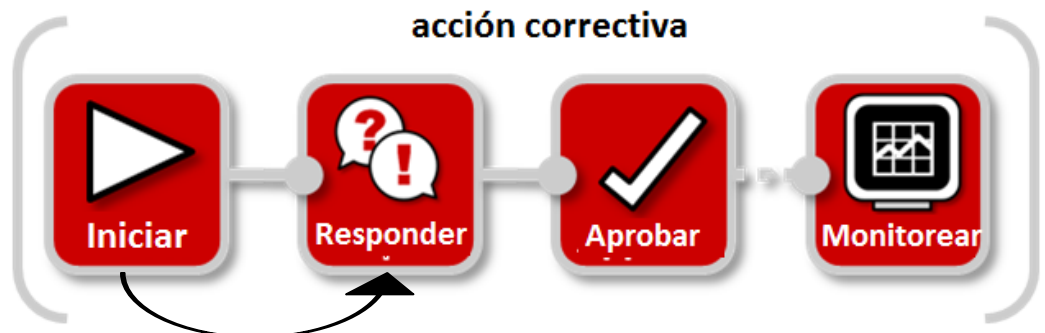 acción correctiva
Iniciar
Responder
Aprobar
Monitorear